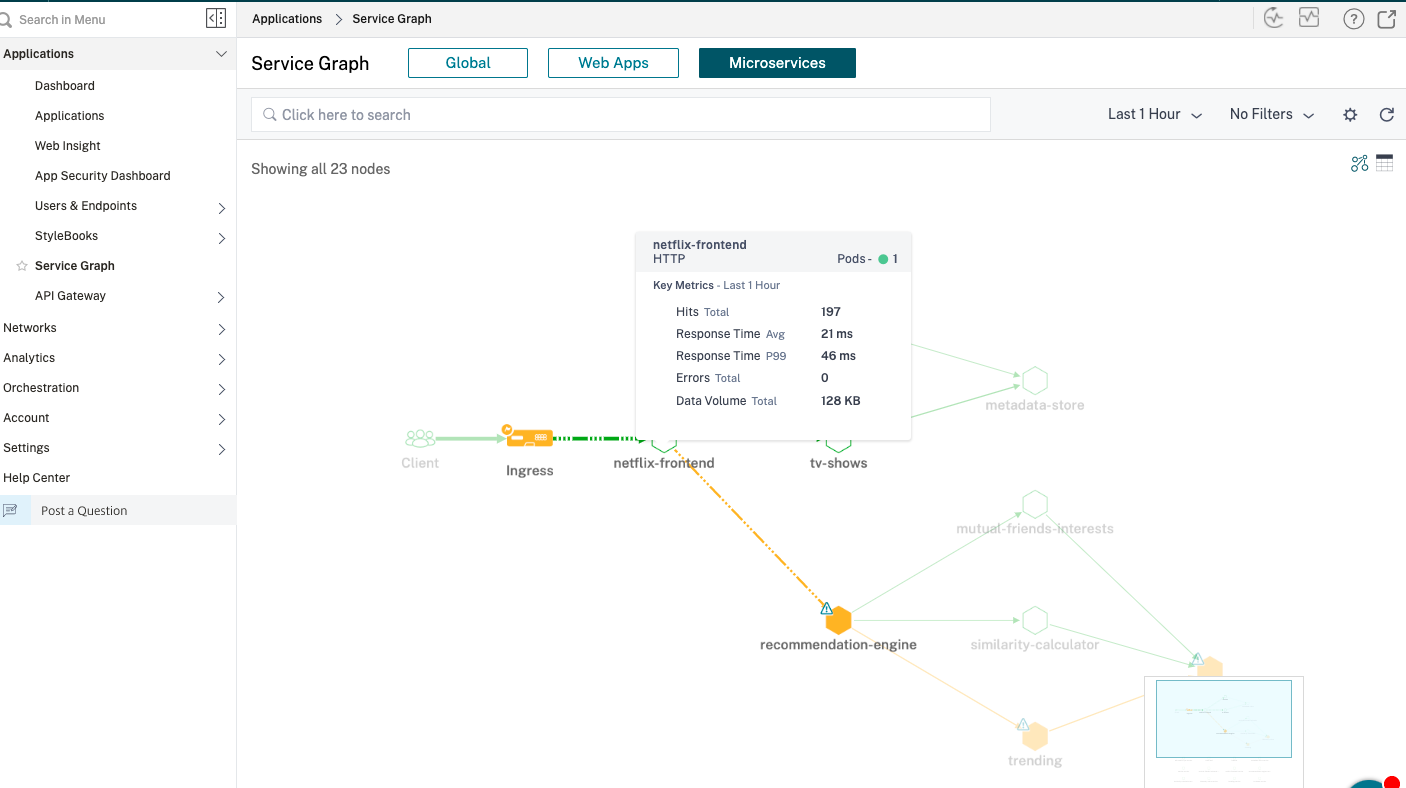 Search in Menu
Applications
Dashboard
Applications
Web Insight
App Security Dashboard
Users & Endpoints
StyleBooks
Service Graph
API Gateway
Networks
Analytics
Orchestration
Account
Settings
Help Center
Post a Question
Applications > Service Graph
Service Graph Global Web Apps Microservices
Click here to search Last 1 Hour No Filters
Showing all 23 nodes
netflix-frontend
HTTP Pods - 1
Key Metrics - Last 1 Hour
Hits Total 197
Response Time Avg 21 ms
Response Time P99 46 ms
Errors Total 0
Data Volume Total 128 KB
metadata-store
Client
Ingress
netflix-frontend
tv-shows
mutual-friends-interests
recommendation-engine
similarity-calculator
trending